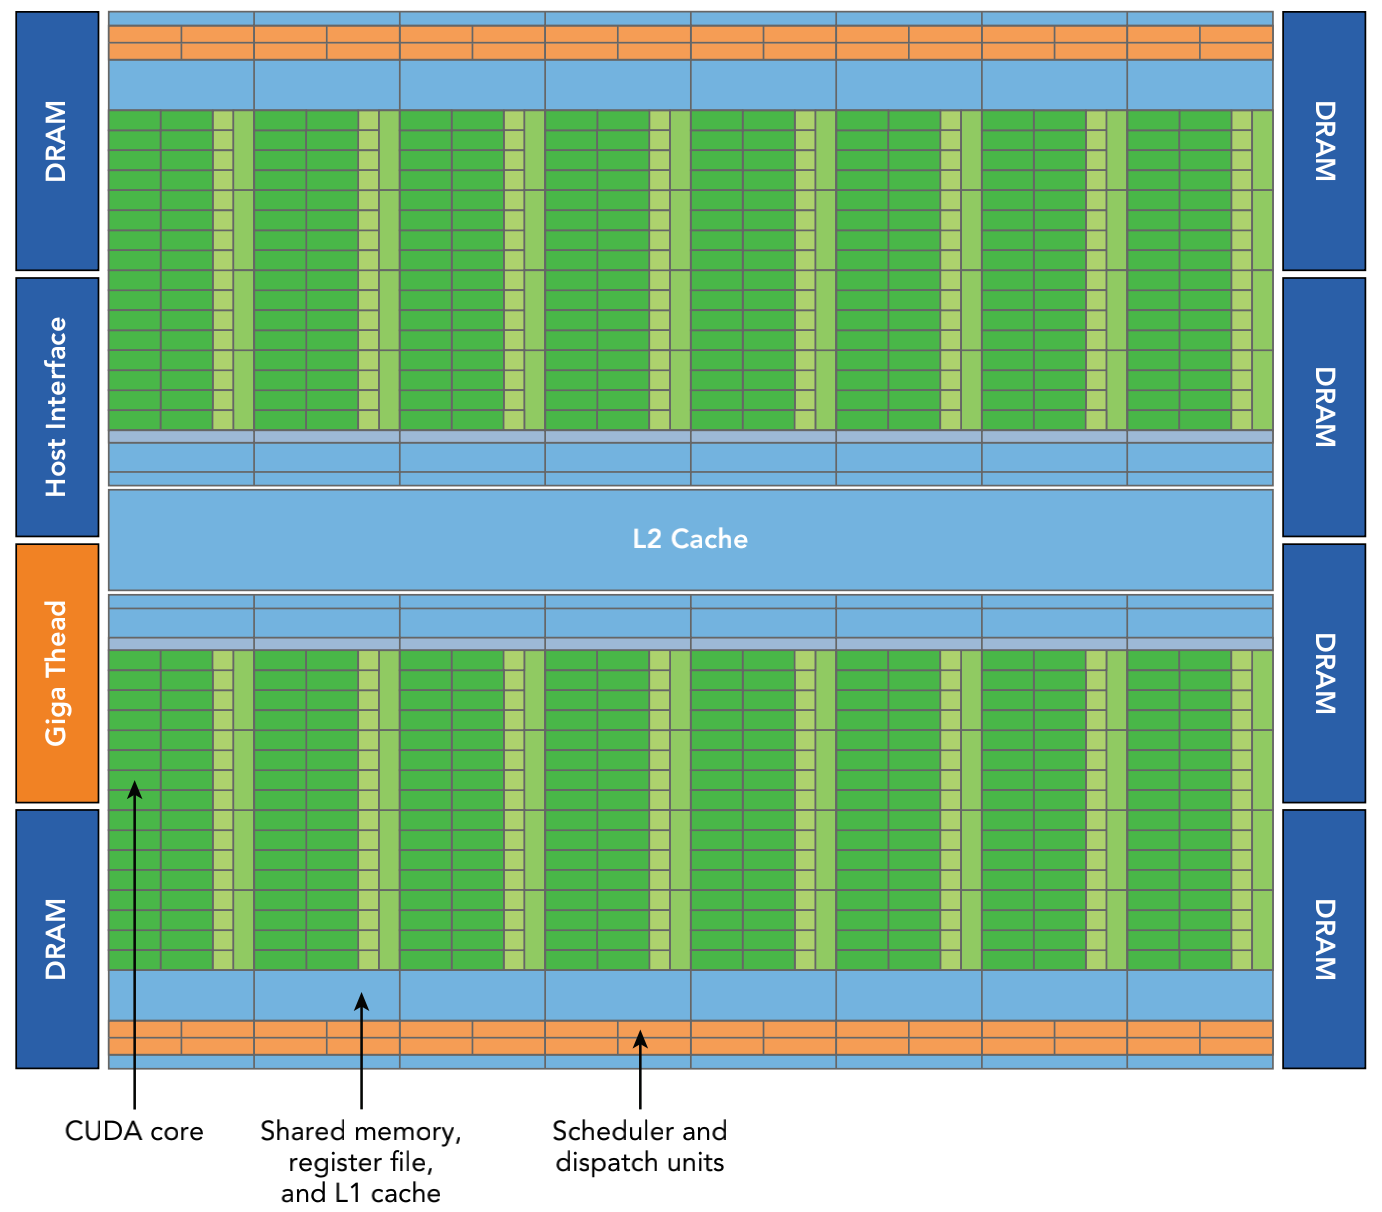 DRAM
Host Interface
Giga Thead
DRAM
L2 Cache
DRAM
DRAM
DRAM
DRAM
CUDA core
Shared memory,
register file,
and L1 cache
Scheduler and
dispatch units